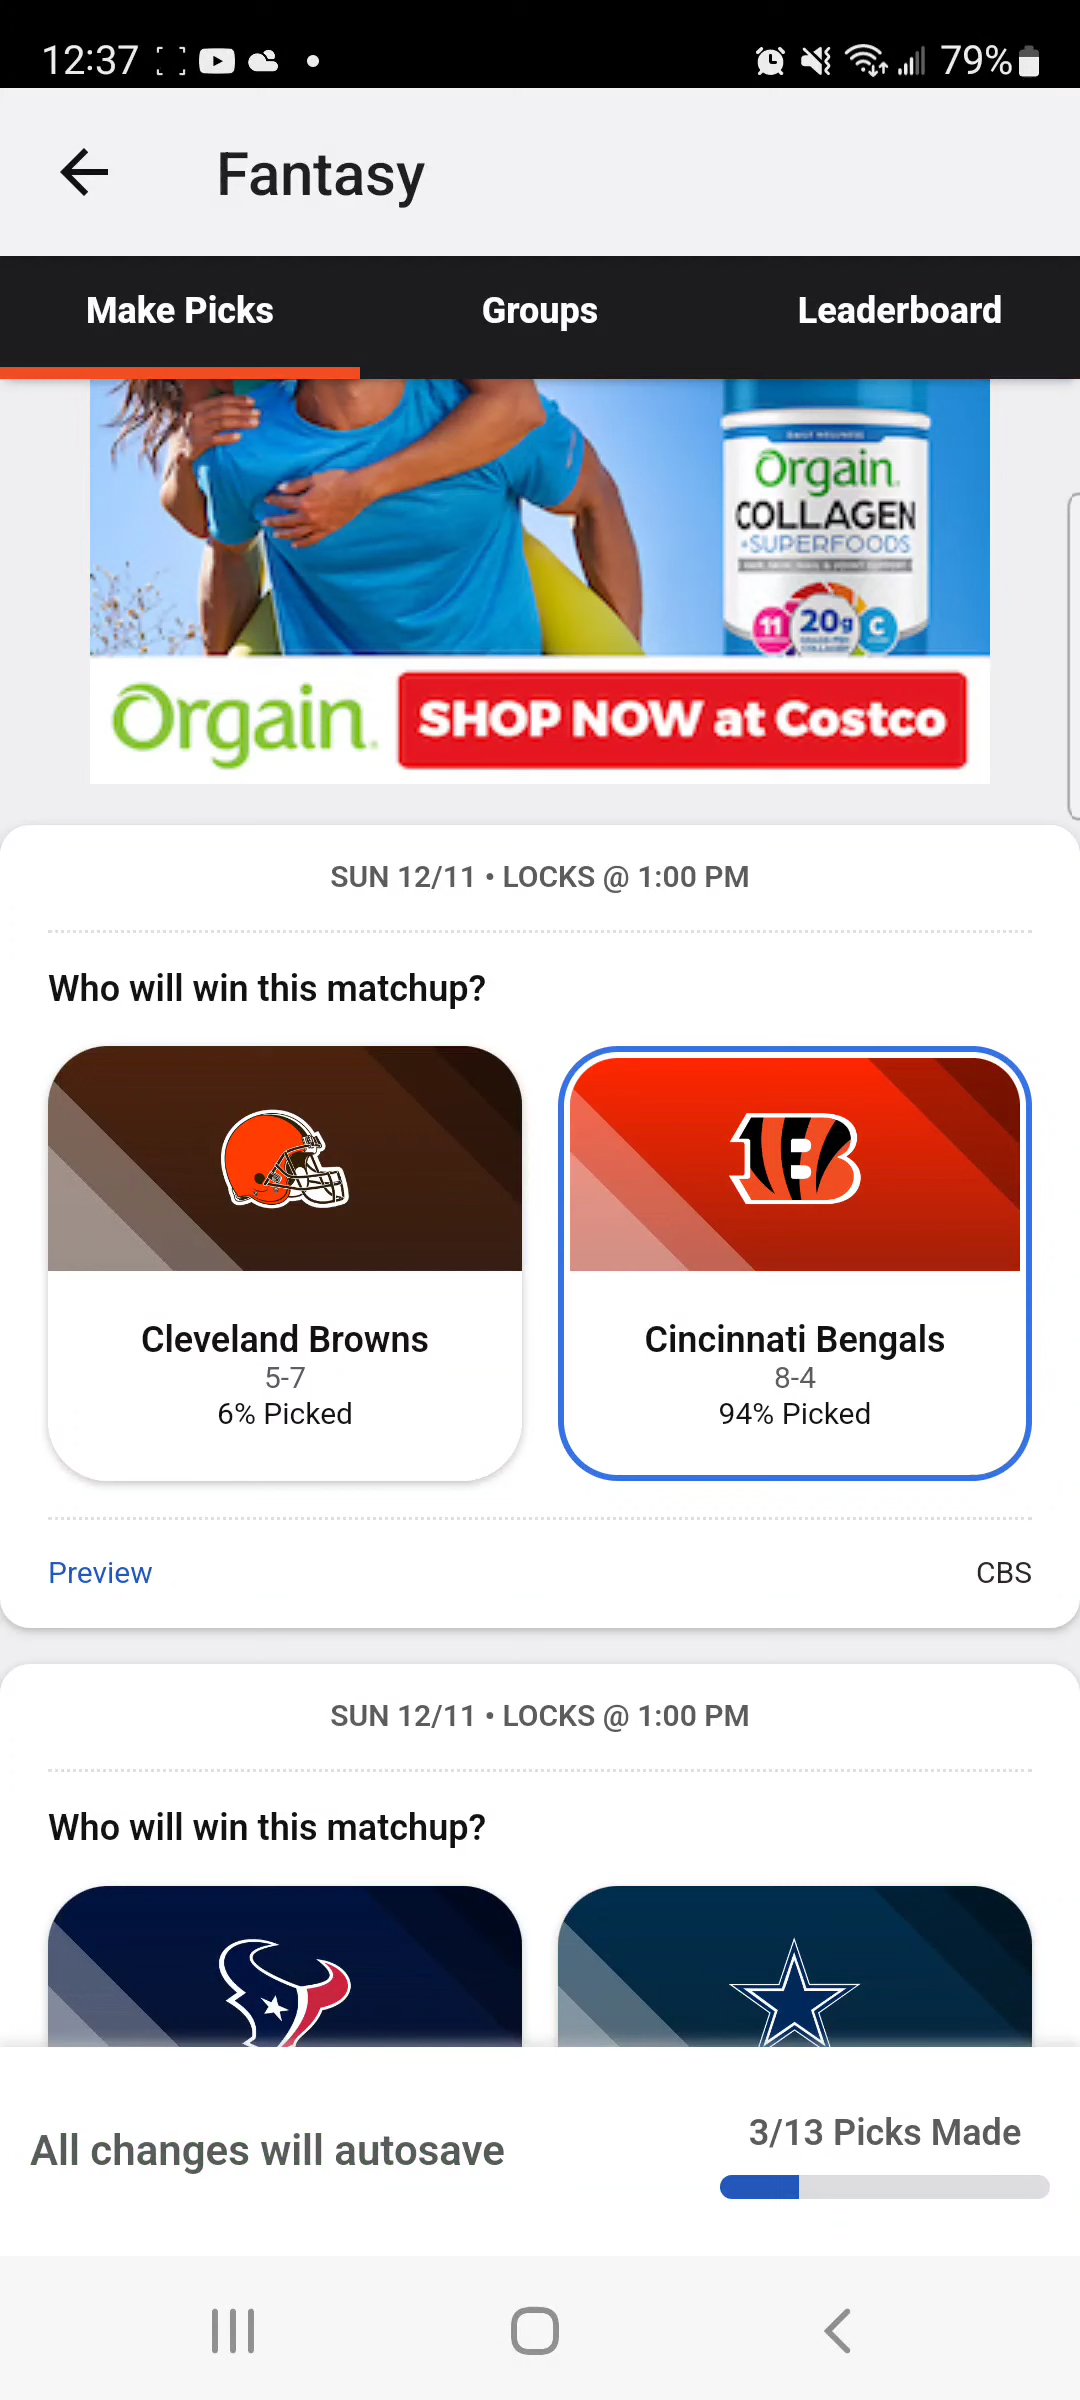 12:37
79%
Fantasy
Make Picks
Groups
Leaderboard
Orgain
COLLAGEN
+SUPERFOODS
11
20g
C
Orgain
SHOP NOW at Costco
SUN 12/11 • LOCKS @ 1:00 PM
Who will win this matchup?
Cleveland Browns
5-7
6% Picked
Cincinnati Bengals
8-4
94% Picked
Preview
CBS
SUN 12/11 • LOCKS @ 1:00 PM
Who will win this matchup?
All changes will autosave
3/13 Picks Made